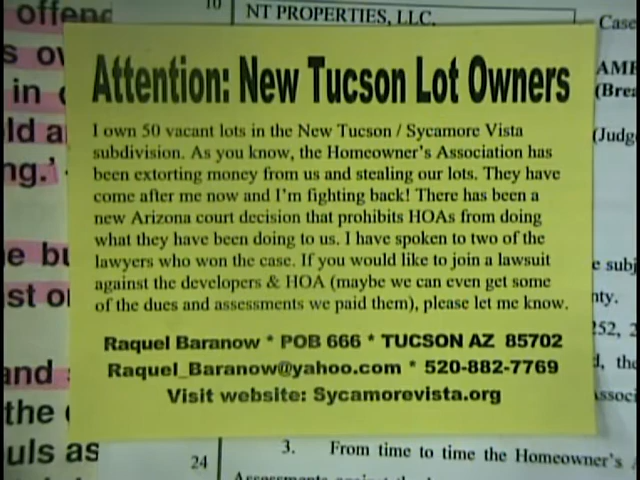 offend
10
NT PROPERTIES, LLC.
Case
Attention: New Tucson Lot Owners
I own 50 vacant lots in the New Tucson / Sycamore Vista
subdivision. As you know, the Homeowner's Association has
been extorting money from us and stealing our lots. They have
come after me now and I'm fighting back! There has been a
new Arizona court decision that prohibits HOAs from doing
what they have been doing to us. I have spoken to two of the
lawyers who won the case. If you would like to join a lawsuit
against the developers & HOA (maybe we can even get some
of the dues and assessments we paid them), please let me know.
Raquel Baranow * POB 666 * TUCSON AZ 85702
Raquel_Baranow@yahoo.com * 520-882-7769
Visit website: Sycamorevista.org
in
ng.'
(Brea
(Judg
e subj
nty.
252, 2
and
, the
the
uls as
24
3. From time to time the Homeowner's A